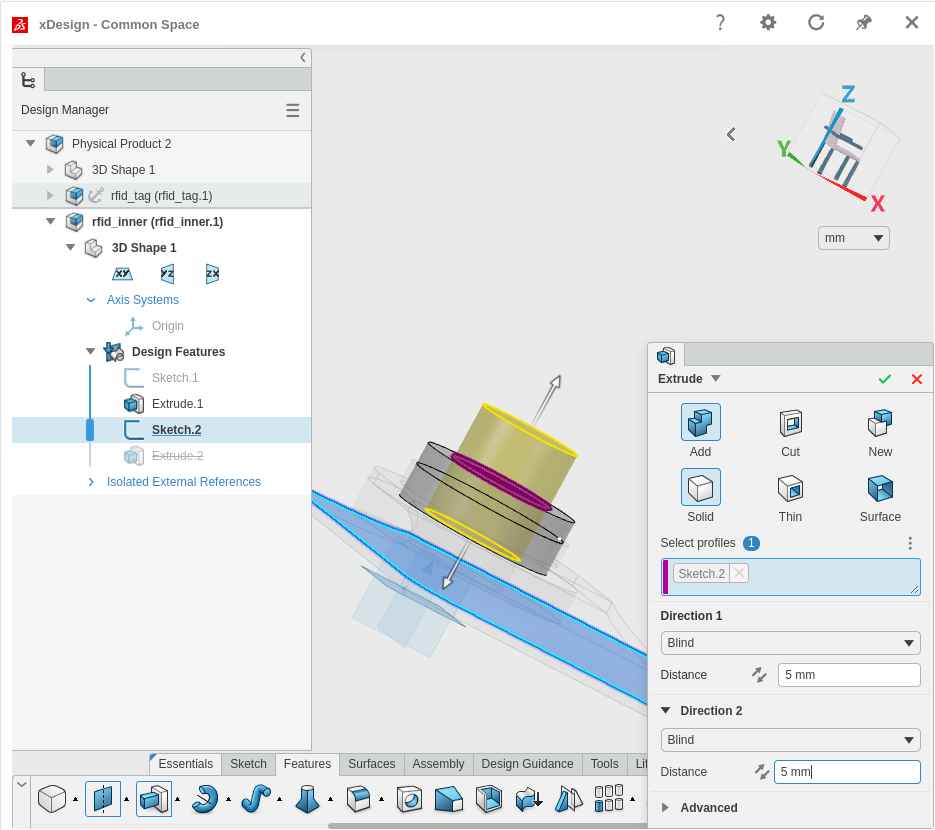 xDesign - Common Space
?
Design Manager
Physical Product 2
3D Shape 1
rfid_tag (rfid_tag.1)
rfid_inner (rfid_inner.1)
3D Shape 1
xy yz zx
Axis Systems
Origin
Design Features
Sketch.1
Extrude.1
Sketch.2
Extrude.2
Isolated External References
Z
Y
X
mm
Extrude
Add Cut New
Solid Thin Surface
Select profiles 1
Sketch.2
Direction 1
Blind
Distance 5 mm
Direction 2
Blind
Distance 5 mm
Advanced
Essentials Sketch Features Surfaces Assembly Design Guidance Tools Lif